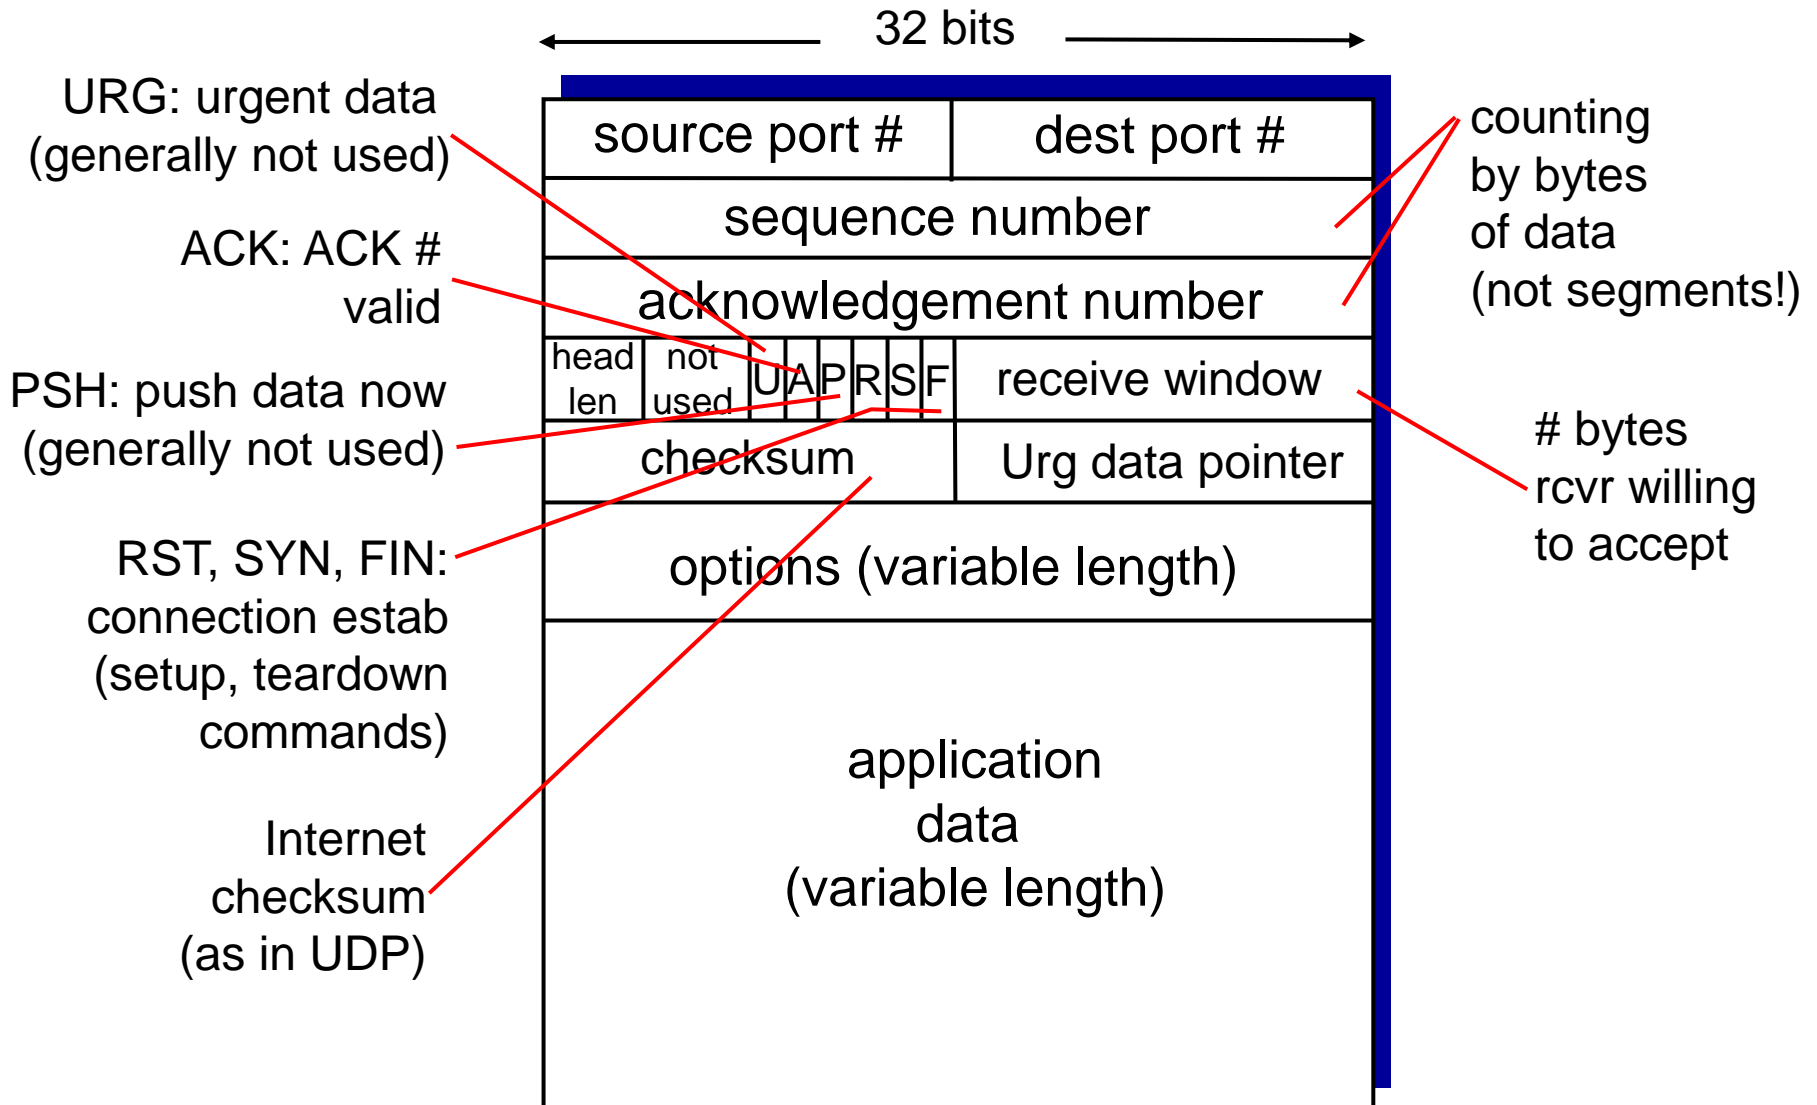 32 bits
URG: urgent data
(generally not used)
ACK: ACK #
valid
PSH: push data now
(generally not used)
RST, SYN, FIN:
connection estab
(setup, teardown
commands)
Internet
checksum
(as in UDP)
source port #
dest port #
sequence number
acknowledgement number
head
len
not
used
U A P R S F
receive window
checksum
Urg data pointer
options (variable length)
application
data
(variable length)
counting
by bytes
of data
(not segments!)
# bytes
rcvr willing
to accept